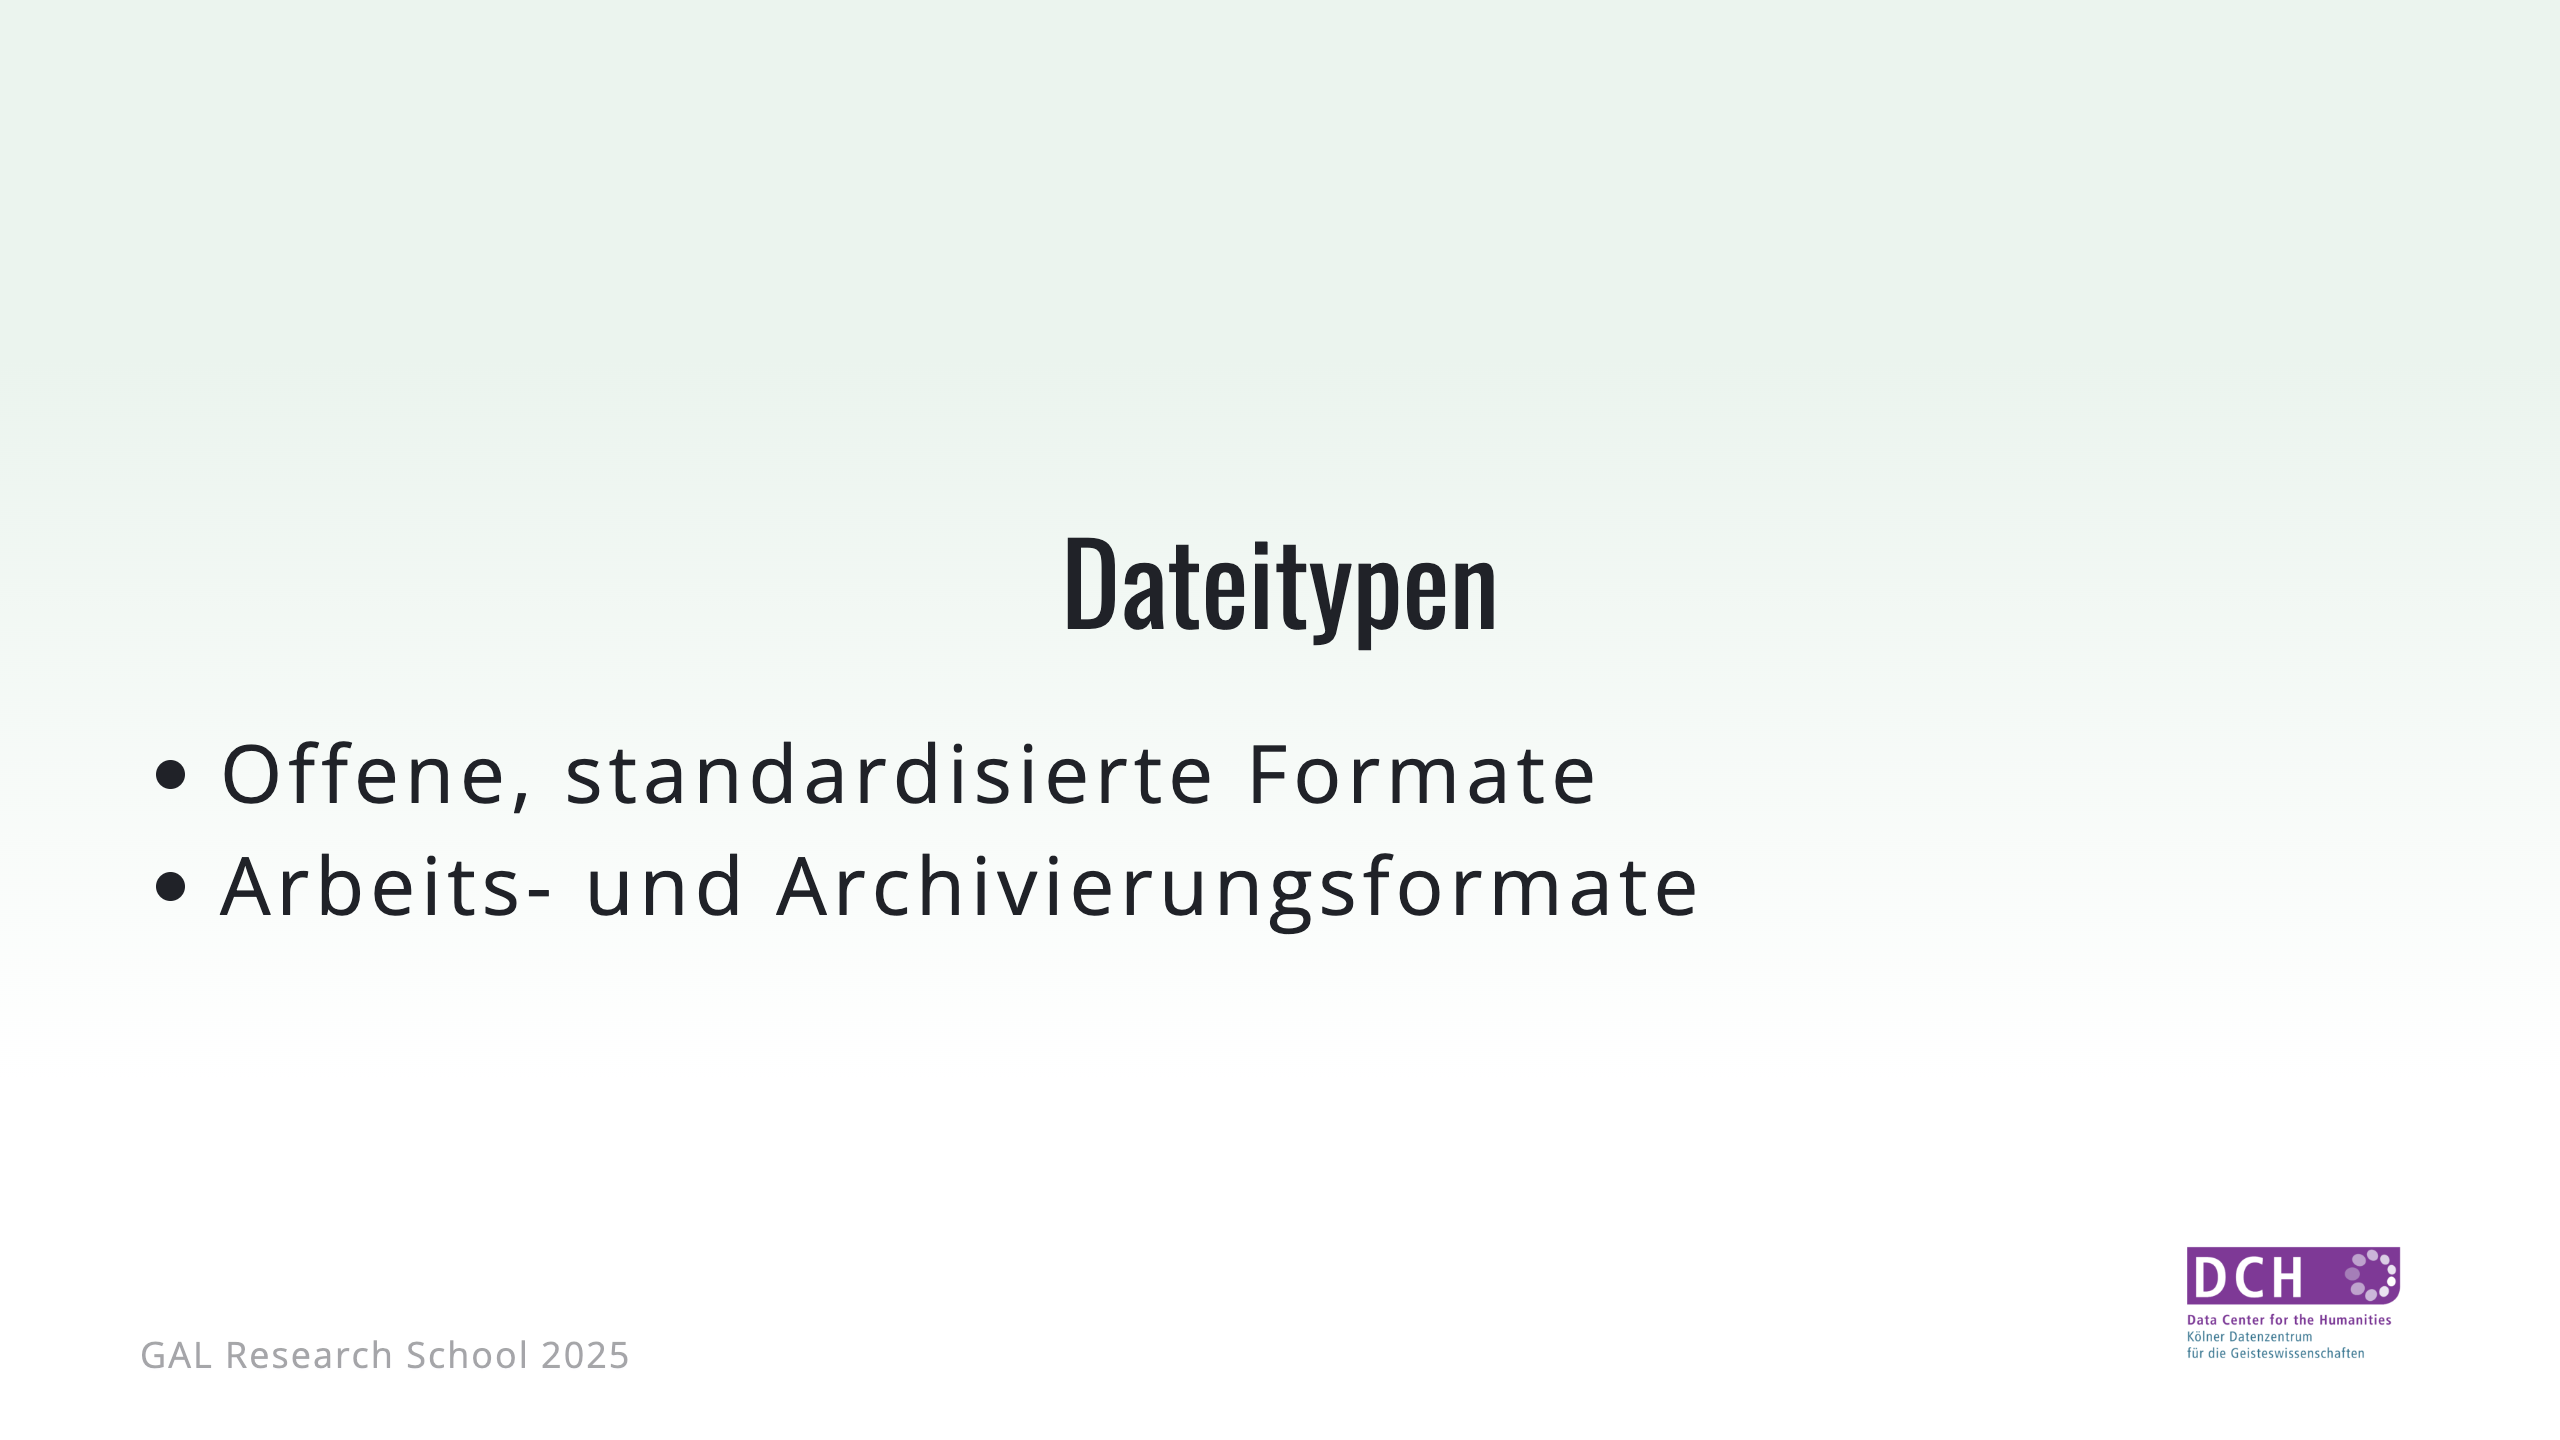 Dateitypen
• Offene, standardisierte Formate
• Arbeits- und Archivierungsformate
GAL Research School 2025
DCH
Data Center for the Humanities
Kölner Datenzentrum
für die Geisteswissenschaften